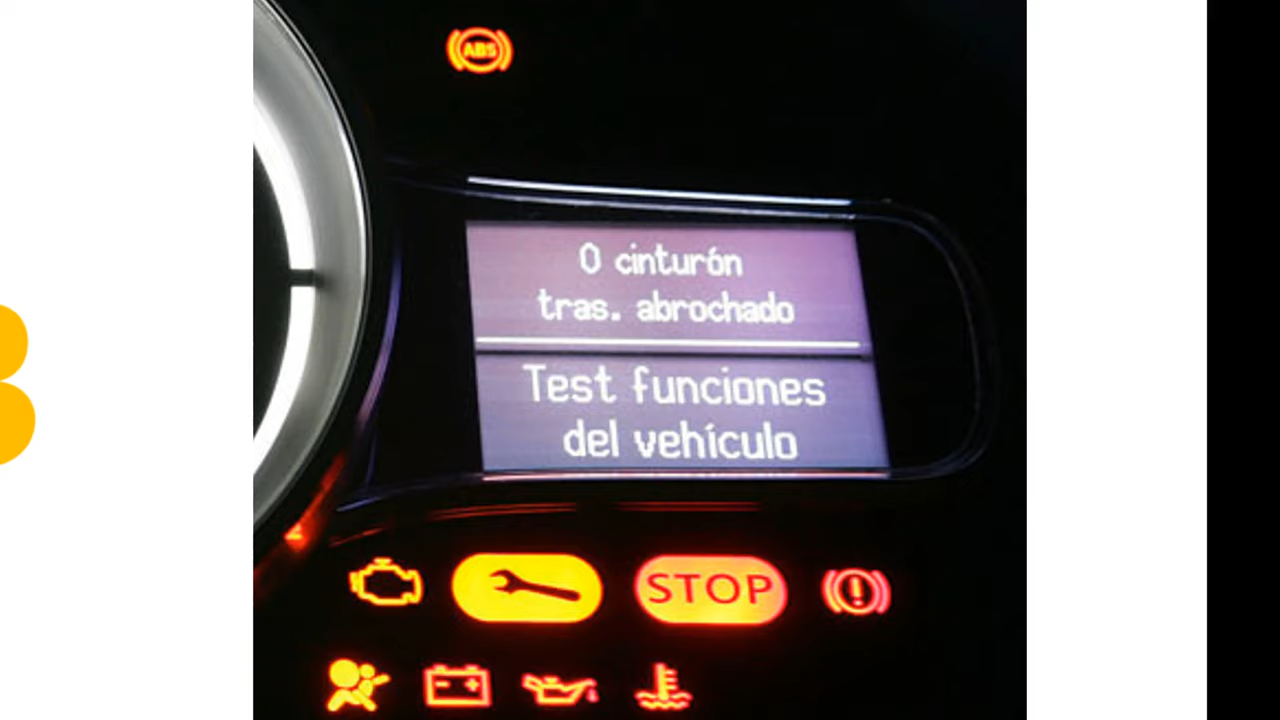 ABS
0 cinturón
tras. abrochado
Test funciones
del vehículo
STOP